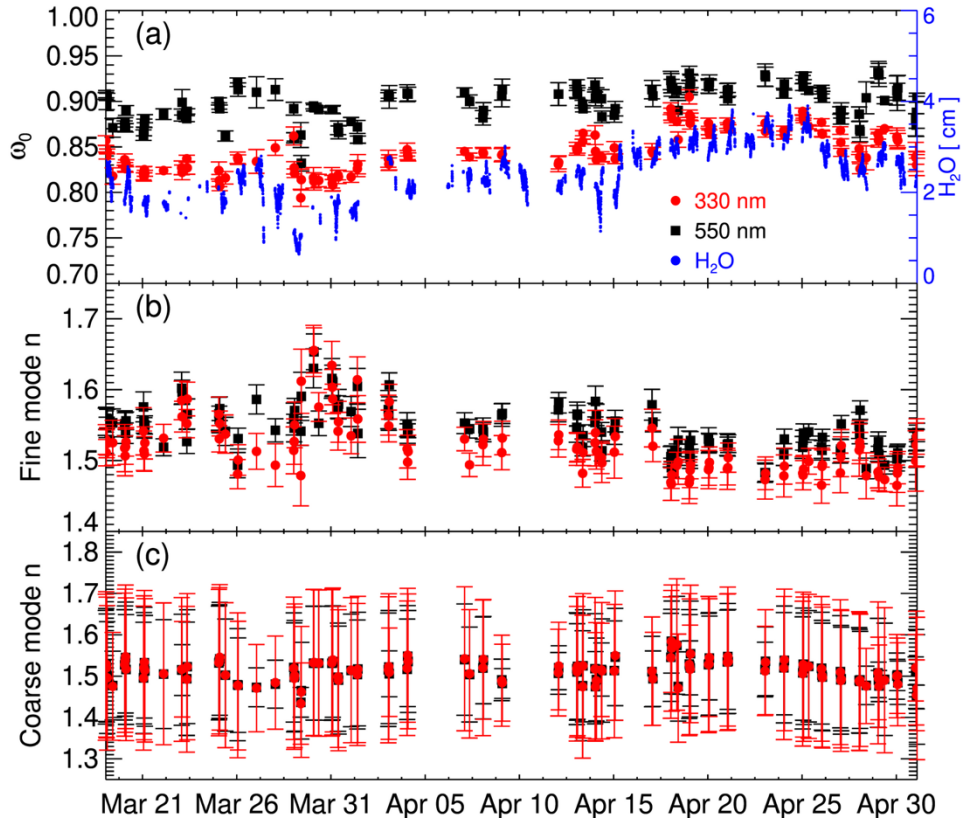 (a)
1.00
0.95
0.90
0.85
0.80
0.75
0.70
ω₀
6
4
2
0
H₂O [ cm ]
330 nm
550 nm
H₂O
(b)
1.7
1.6
1.5
1.4
Fine mode n
(c)
1.8
1.7
1.6
1.5
1.4
1.3
Coarse mode n
Mar 21 Mar 26 Mar 31 Apr 05 Apr 10 Apr 15 Apr 20 Apr 25 Apr 30